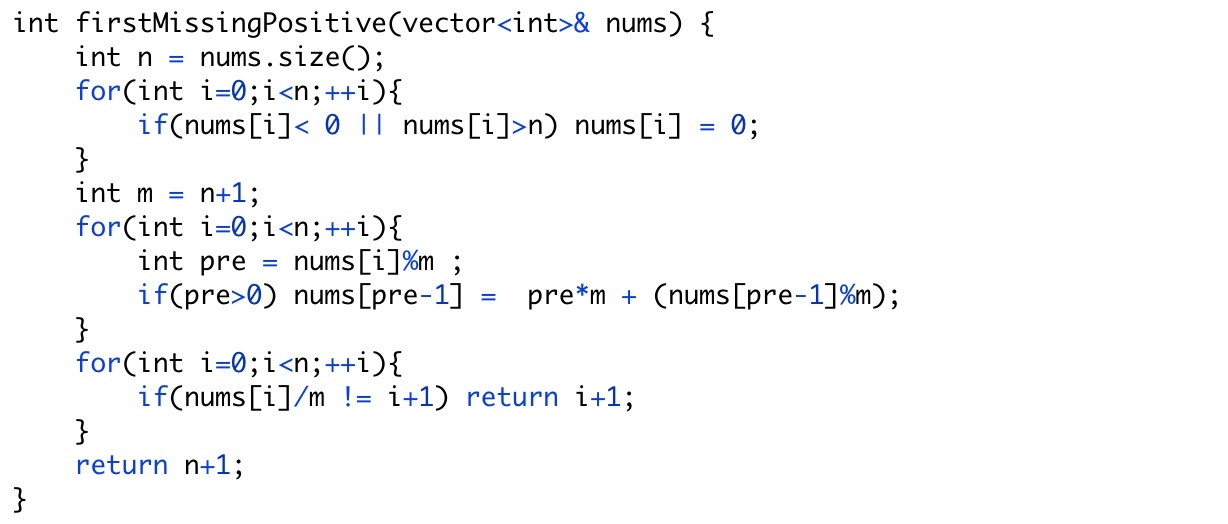 int firstMissingPositive(vector<int>& nums) {
    int n = nums.size();
    for(int i=0;i<n;++i){
        if(nums[i]< 0 || nums[i]>n) nums[i] = 0;
    }
    int m = n+1;
    for(int i=0;i<n;++i){
        int pre = nums[i]%m ;
        if(pre>0) nums[pre-1] =  pre*m + (nums[pre-1]%m);
    }
    for(int i=0;i<n;++i){
        if(nums[i]/m != i+1) return i+1;
    }
    return n+1;
}